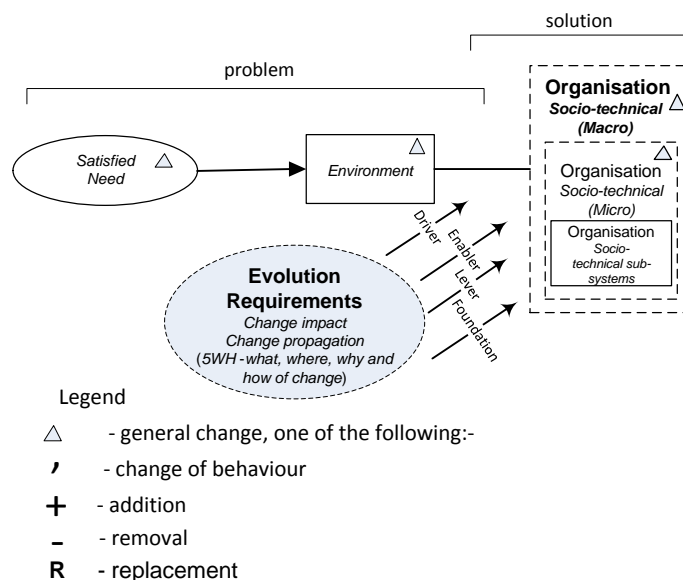 solution
problem
Organisation
Socio-technical
(Macro)
Satisfied
Need
Environment
Organisation
Socio-technical
(Micro)
Organisation
Socio-
technical sub-
systems
Driver
Enabler
Lever
Foundation
Evolution
Requirements
Change impact
Change propagation
(5WH -what, where, why and
how of change)
Legend
- general change, one of the following:-
, - change of behaviour
+ - addition
- - removal
R - replacement